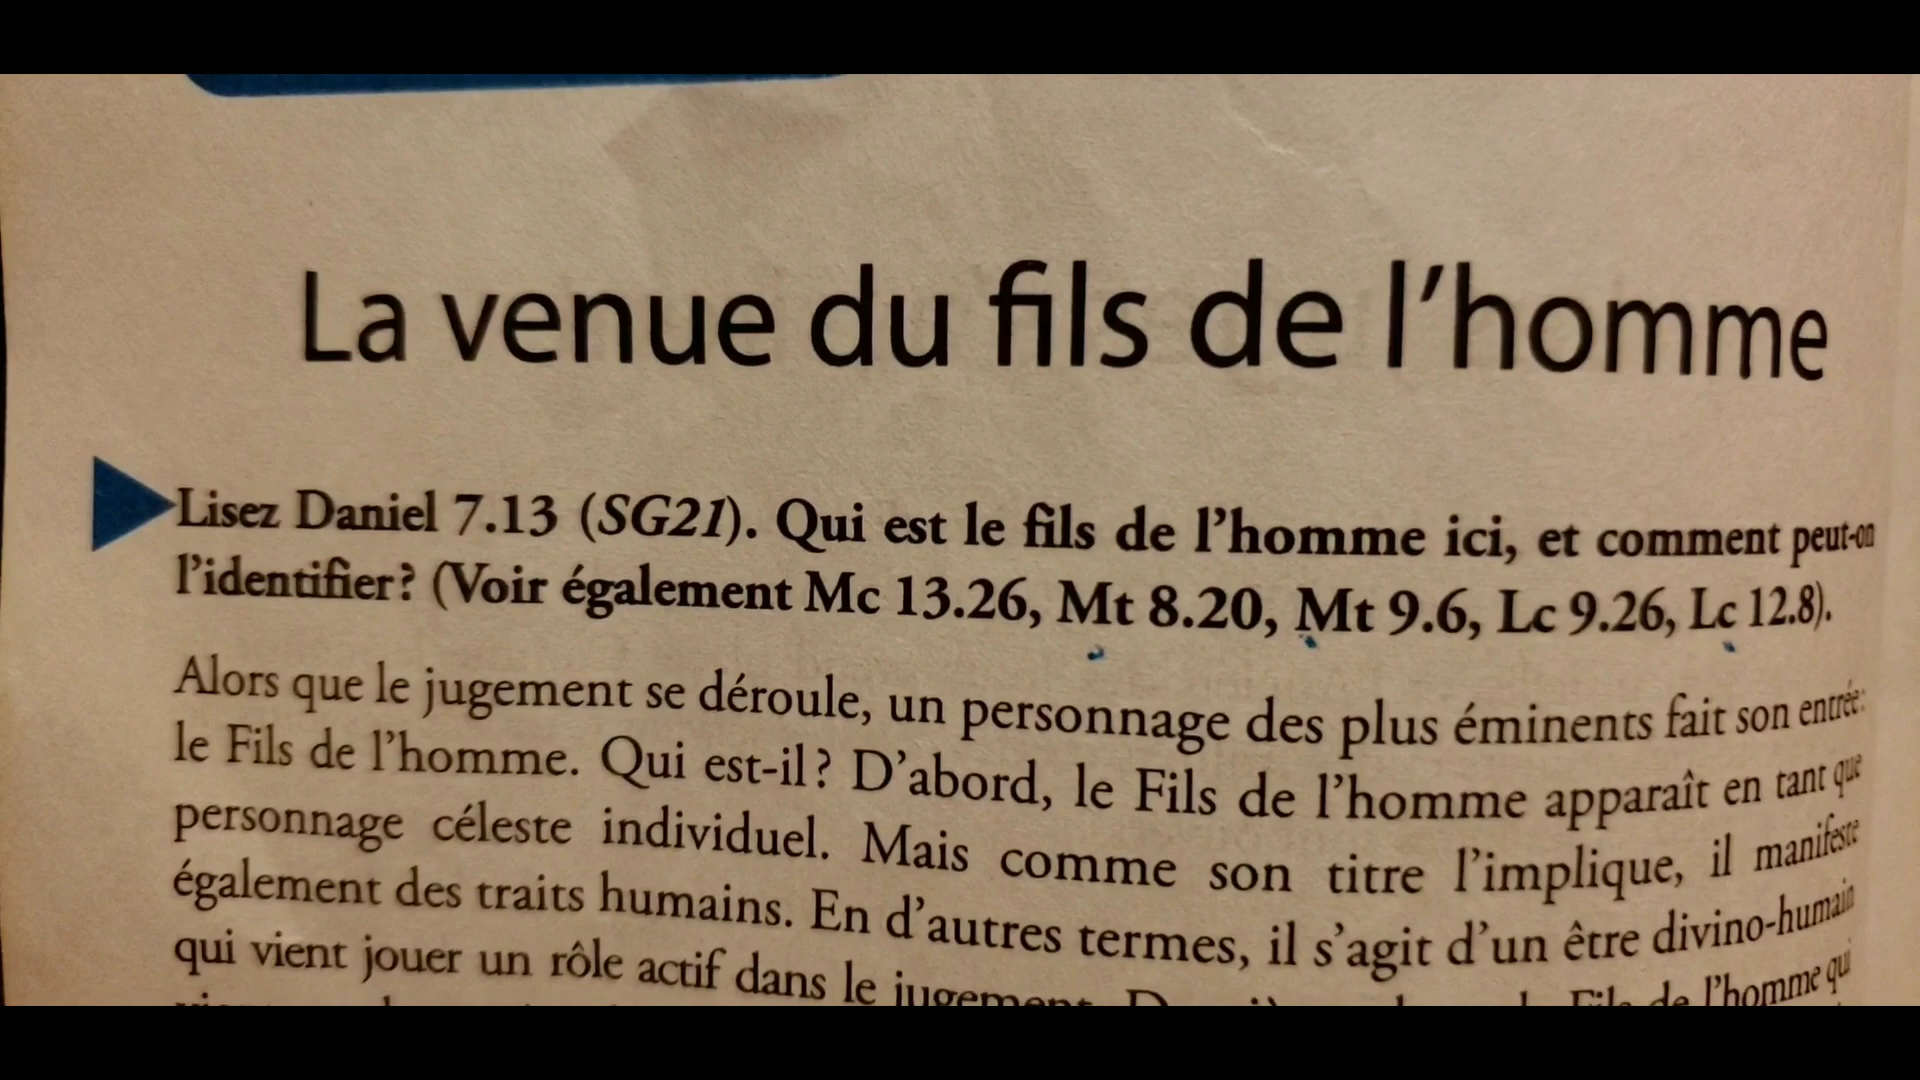 La venue du fils de l'homme
Lisez Daniel 7.13 (SG21). Qui est le fils de l'homme ici, et comment peut-on
l'identifier? (Voir également Mc 13.26, Mt 8.20, Mt 9.6, Lc 9.26, Lc 12.8).
Alors que le jugement se déroule, un personnage des plus éminents fait son entrée:
le Fils de l'homme. Qui est-il? D'abord, le Fils de l'homme apparaît en tant que
personnage céleste individuel. Mais comme son titre l'implique, il manifeste
également des traits humains. En d'autres termes, il s'agit d'un être divino-humain
qui vient jouer un rôle actif dans le jugement. Fils de l'homme qui